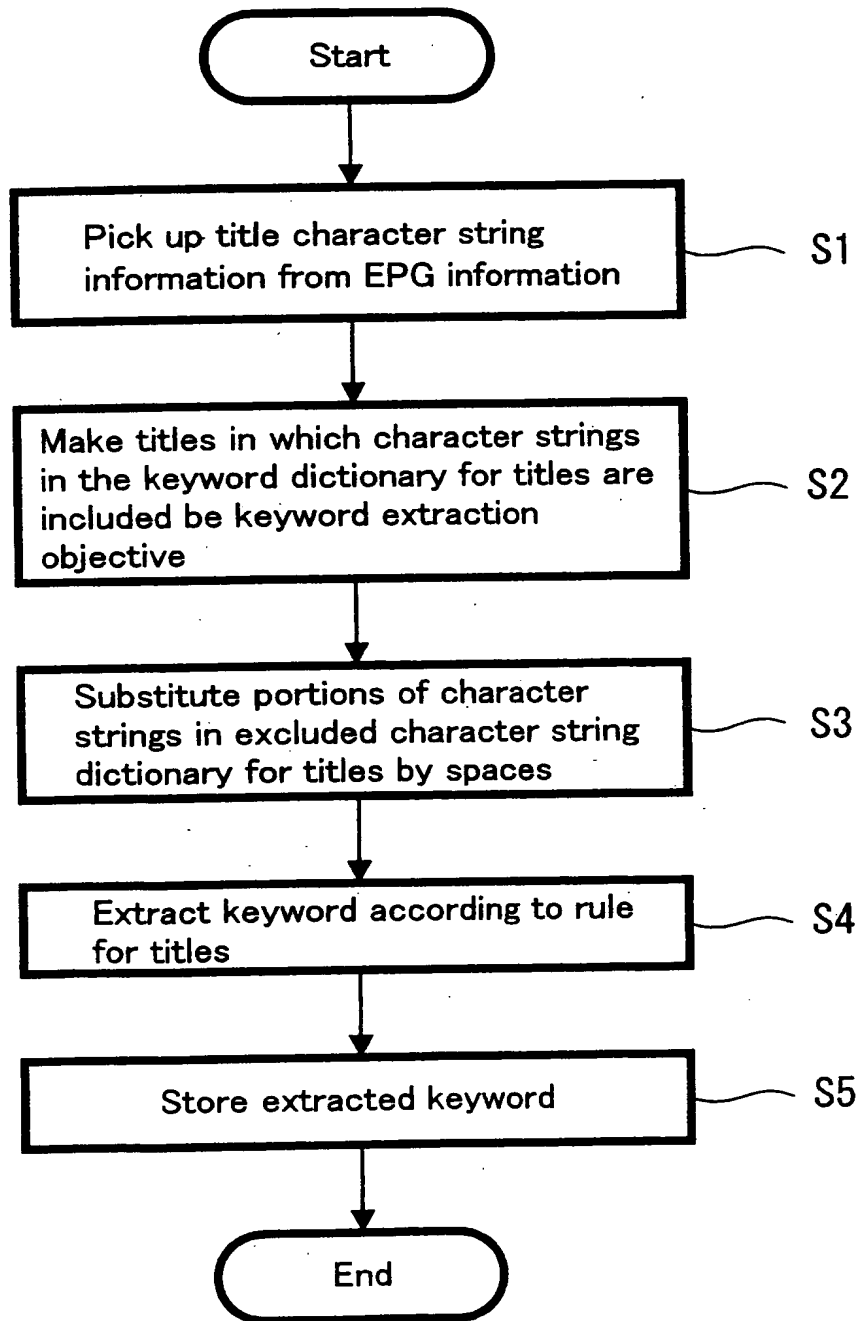 Start
Pick up title character string
information from EPG information
S1
Make titles in which character strings
in the keyword dictionary for titles are
included be keyword extraction
objective
S2
Substitute portions of character
strings in excluded character string
dictionary for titles by spaces
S3
Extract keyword according to rule
for titles
S4
Store extracted keyword
S5
End